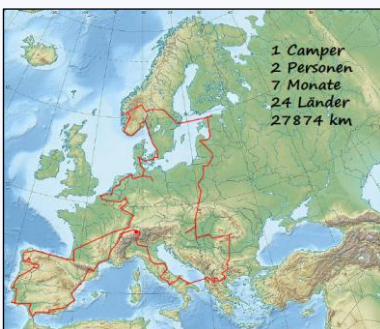 1 Camper
2 Personen
7 Monate
24 Länder
27874 km